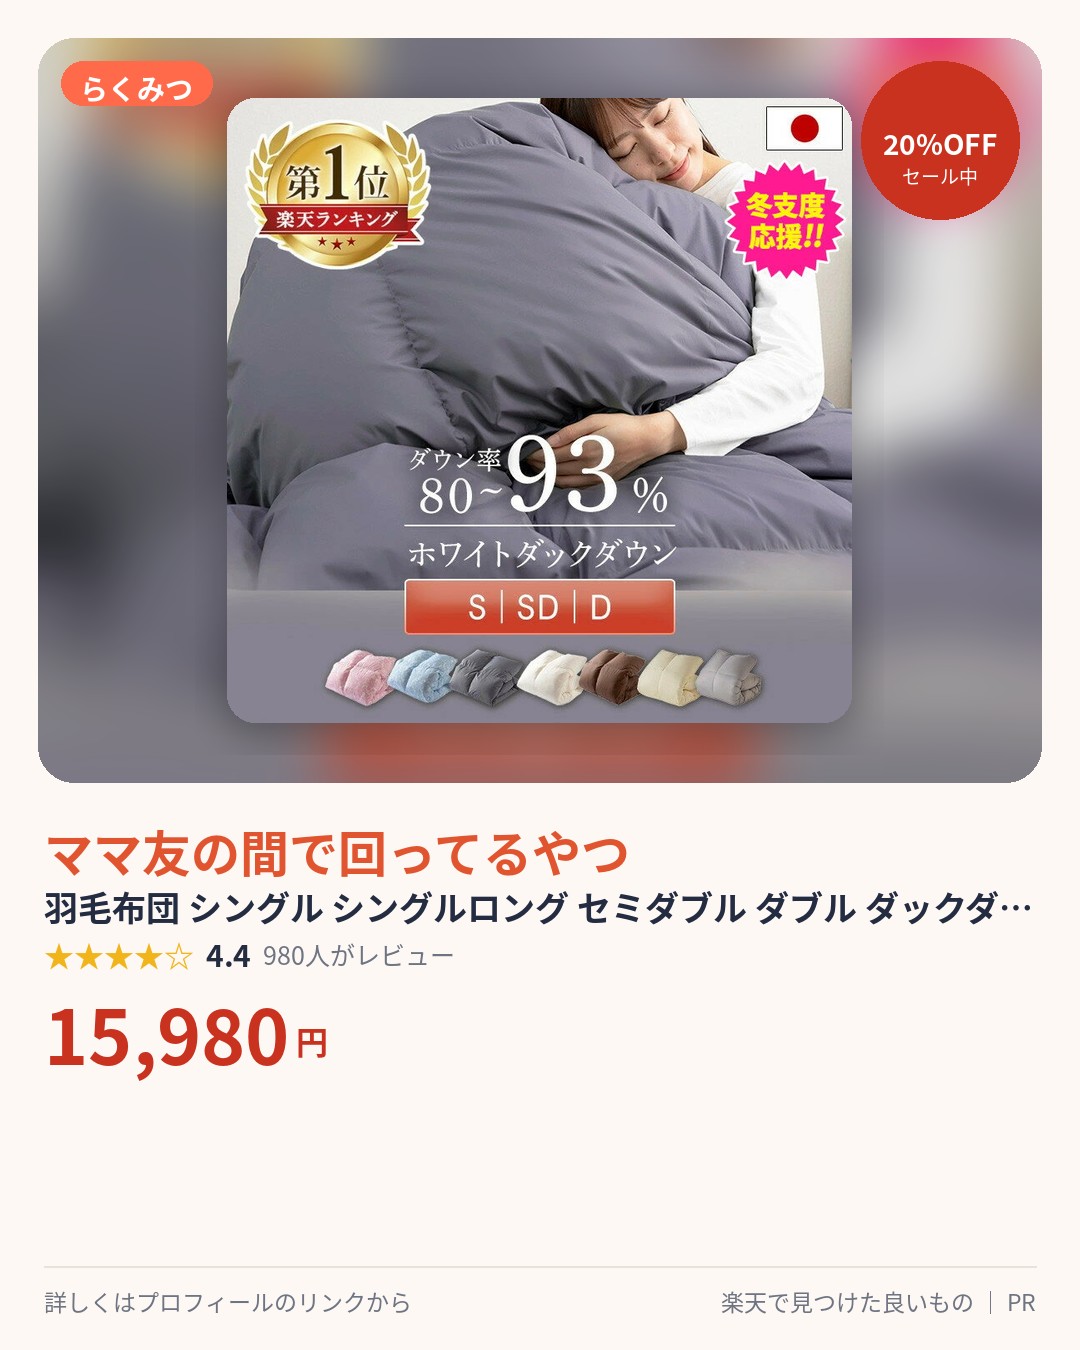 らくみつ
20%OFF
セール中
第1位
楽天ランキング
冬支度
応援!!
ダウン率
80~93%
ホワイトダックダウン
S｜SD｜D
ママ友の間で回ってるやつ
羽毛布団 シングル シングルロング セミダブル ダブル ダックダ…
★★★★☆ 4.4 980人がレビュー
15,980円
詳しくはプロフィールのリンクから
楽天で見つけた良いもの｜PR